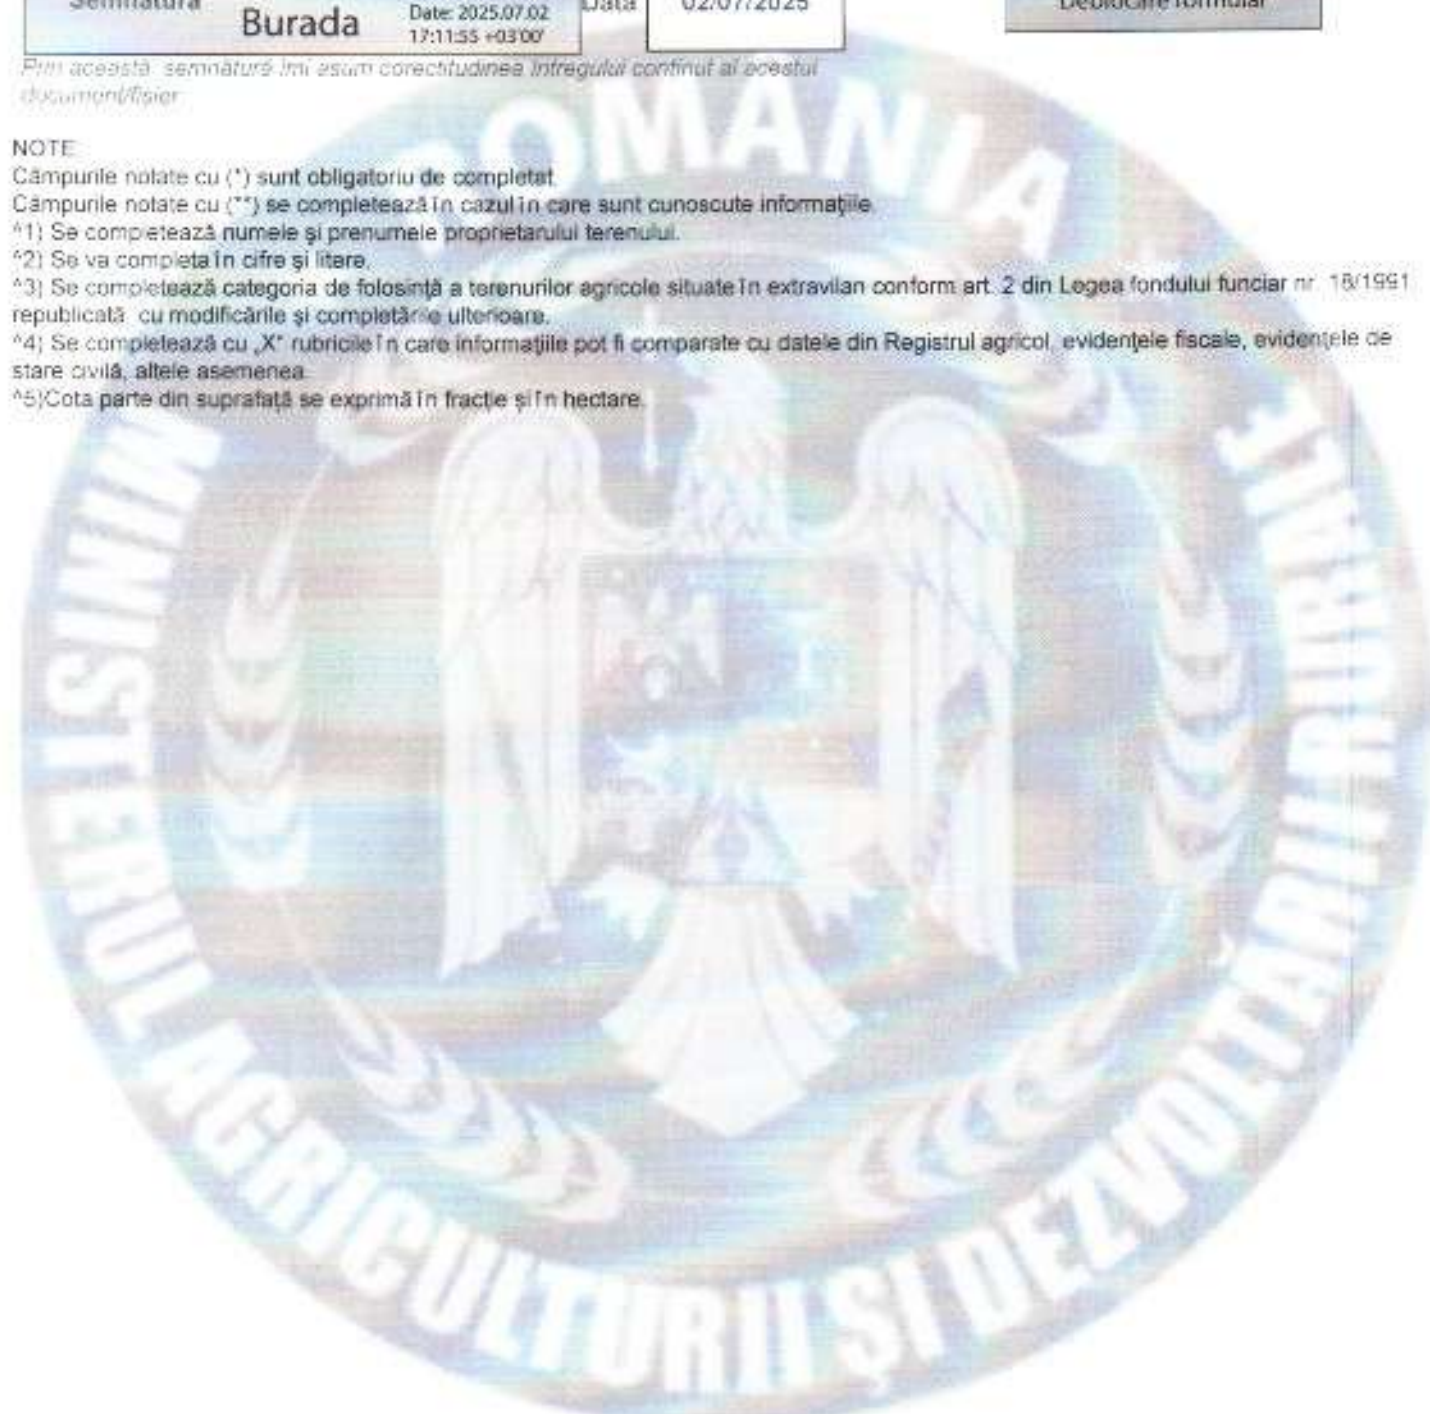 Semnătura Burada Date: 2025.07.02 Data 02/07/2025 Deblocare formular
17:11:55 +03'00'
Prin această semnătură îmi asum corectitudinea întregului conținut al acestui
document/fișier
NOTE
Câmpurile notate cu (*) sunt obligatoriu de completat.
Câmpurile notate cu (**) se completează în cazul în care sunt cunoscute informațiile.
^1) Se completează numele și prenumele proprietarului terenului.
^2) Se va completa în cifre și litere.
^3) Se completează categoria de folosință a terenurilor agricole situate în extravilan conform art. 2 din Legea fondului funciar nr. 18/1991
republicată cu modificările și completările ulterioare.
^4) Se completează cu „X" rubricile în care informațiile pot fi comparate cu datele din Registrul agricol, evidențele fiscale, evidențele de
stare civilă, altele asemenea.
^5)Cota parte din suprafață se exprimă în fracție și în hectare.
ROMANIA
MINISTERUL AGRICULTURII ŞI DEZVOLTARII RURALE